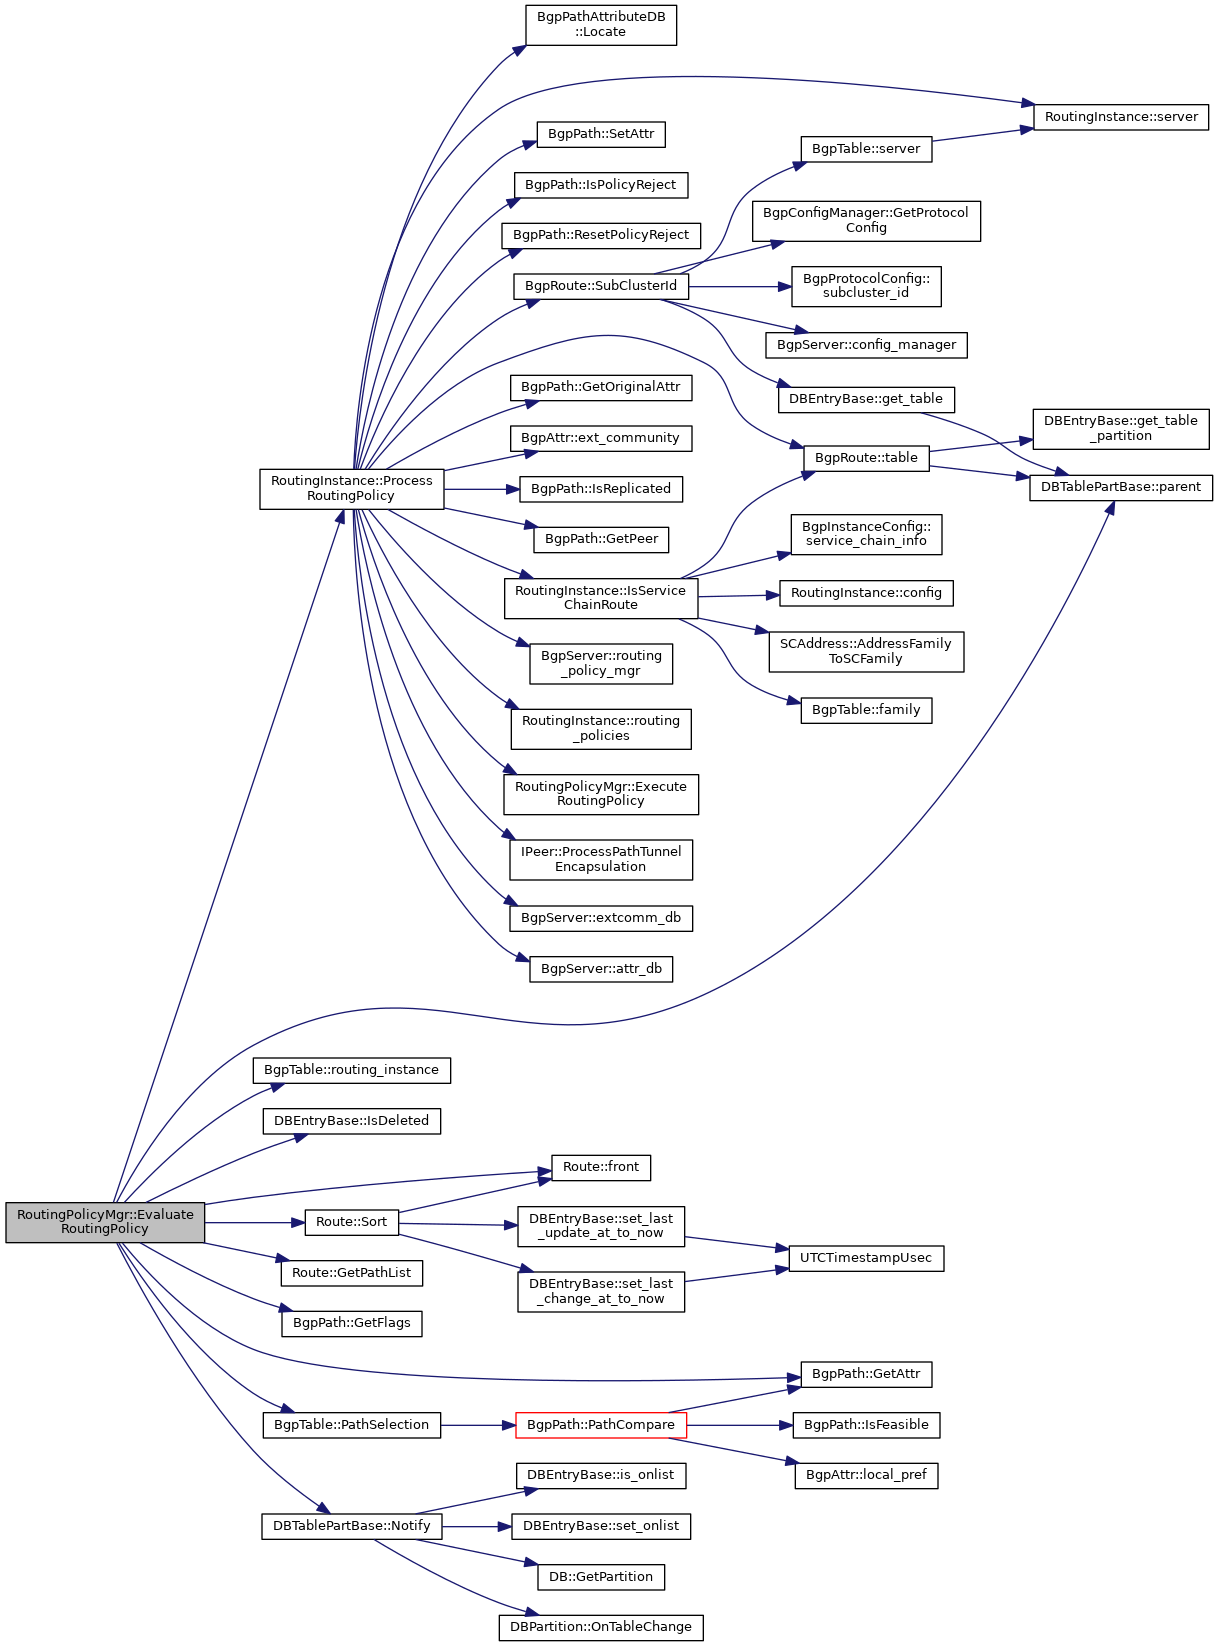 BgpPathAttributeDB
::Locate
RoutingInstance::server
BgpPath::SetAttr
BgpTable::server
BgpPath::IsPolicyReject
BgpConfigManager::GetProtocol
Config
BgpPath::ResetPolicyReject
BgpRoute::SubClusterId
BgpProtocolConfig::
subcluster_id
BgpServer::config_manager
BgpPath::GetOriginalAttr
DBEntryBase::get_table
DBEntryBase::get_table
_partition
BgpAttr::ext_community
BgpRoute::table
RoutingInstance::Process
RoutingPolicy
BgpPath::IsReplicated
DBTablePartBase::parent
BgpPath::GetPeer
BgpInstanceConfig::
service_chain_info
RoutingInstance::IsService
ChainRoute
RoutingInstance::config
BgpServer::routing
_policy_mgr
SCAddress::AddressFamily
ToSCFamily
RoutingInstance::routing
_policies
BgpTable::family
RoutingPolicyMgr::Execute
RoutingPolicy
IPeer::ProcessPathTunnel
Encapsulation
BgpServer::extcomm_db
BgpServer::attr_db
BgpTable::routing_instance
DBEntryBase::IsDeleted
Route::front
RoutingPolicyMgr::Evaluate
RoutingPolicy
Route::Sort
DBEntryBase::set_last
_update_at_to_now
UTCTimestampUsec
Route::GetPathList
DBEntryBase::set_last
_change_at_to_now
BgpPath::GetFlags
BgpPath::GetAttr
BgpTable::PathSelection
BgpPath::PathCompare
BgpPath::IsFeasible
DBEntryBase::is_onlist
BgpAttr::local_pref
DBTablePartBase::Notify
DBEntryBase::set_onlist
DB::GetPartition
DBPartition::OnTableChange